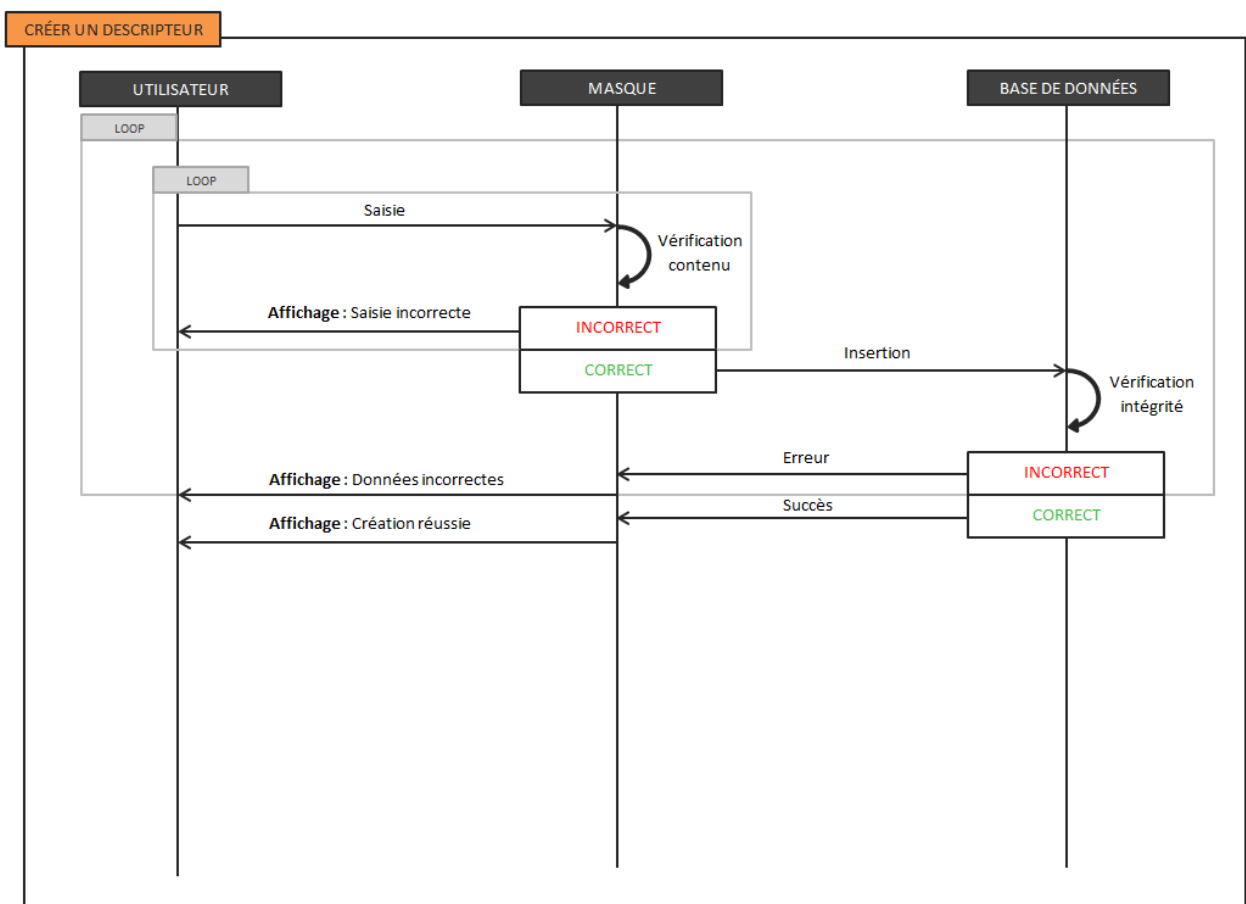 CRÉER UN DESCRIPTEUR
UTILISATEUR
MASQUE
BASE DE DONNÉES
LOOP
LOOP
Saisie
Vérification
contenu
Affichage : Saisie incorrecte
INCORRECT
Insertion
CORRECT
Vérification
intégrité
Erreur
INCORRECT
Affichage : Données incorrectes
Succès
CORRECT
Affichage : Création réussie